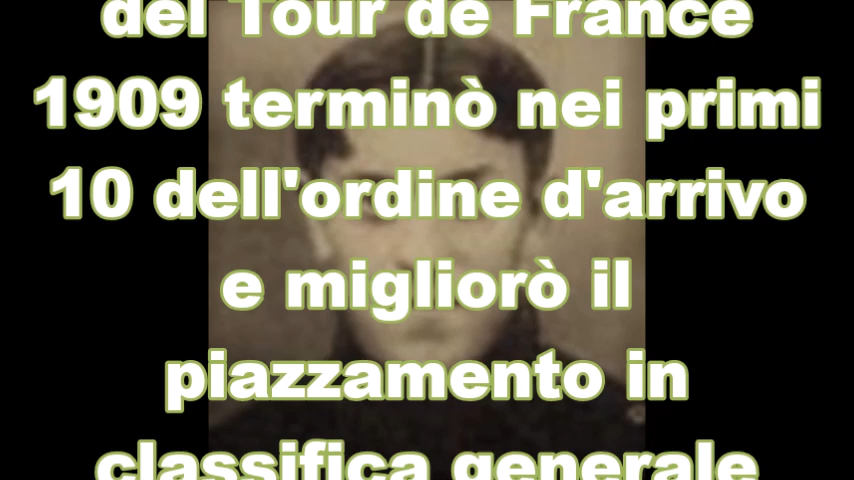 del Tour de France
1909 terminò nei primi
10 dell'ordine d'arrivo
e migliorò il
piazzamento in
classifica generale